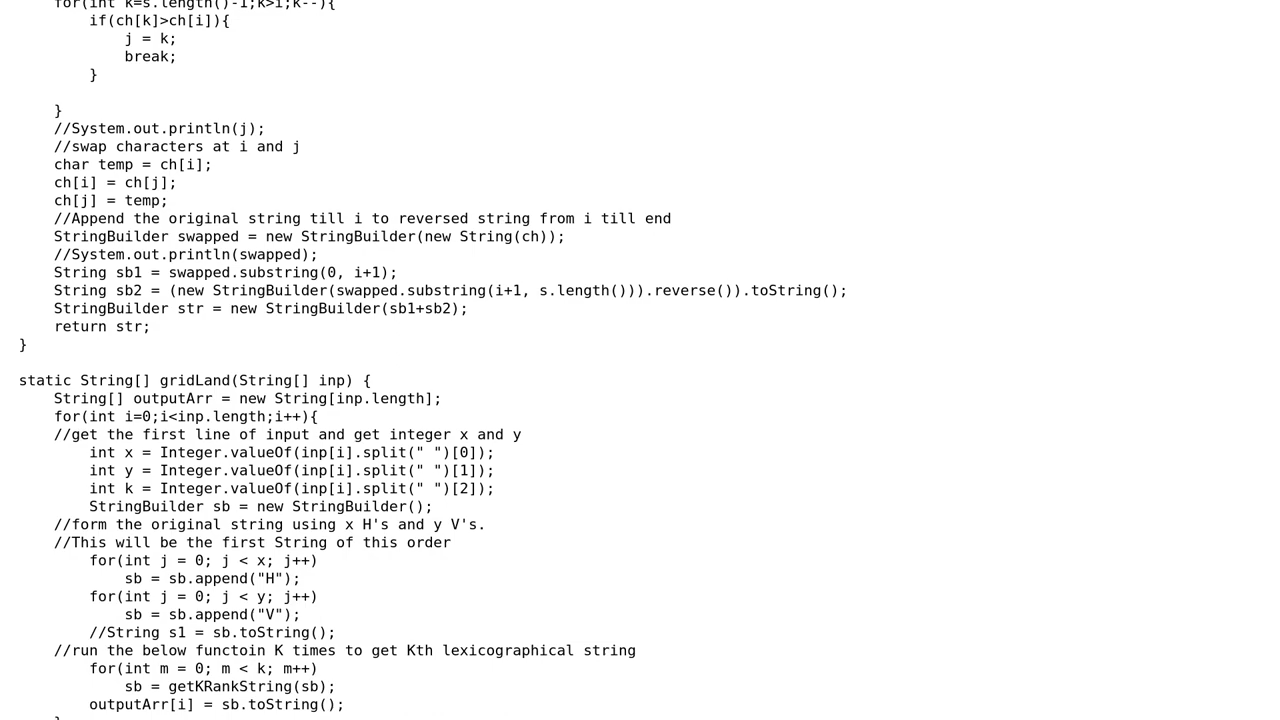 for(int k=s.length()-1;k>i;k--){
if(ch[k]>ch[i]){
j = k;
break;
}
}
//System.out.println(j);
//swap characters at i and j
char temp = ch[i];
ch[i] = ch[j];
ch[j] = temp;
//Append the original string till i to reversed string from i till end
StringBuilder swapped = new StringBuilder(new String(ch));
//System.out.println(swapped);
String sb1 = swapped.substring(0, i+1);
String sb2 = (new StringBuilder(swapped.substring(i+1, s.length())).reverse()).toString();
StringBuilder str = new StringBuilder(sb1+sb2);
return str;
}
static String[] gridLand(String[] inp) {
String[] outputArr = new String[inp.length];
for(int i=0;i<inp.length;i++){
//get the first line of input and get integer x and y
int x = Integer.valueOf(inp[i].split(" ")[0]);
int y = Integer.valueOf(inp[i].split(" ")[1]);
int k = Integer.valueOf(inp[i].split(" ")[2]);
StringBuilder sb = new StringBuilder();
//form the original string using x H's and y V's.
//This will be the first String of this order
for(int j = 0; j < x; j++)
sb = sb.append("H");
for(int j = 0; j < y; j++)
sb = sb.append("V");
//String s1 = sb.toString();
//run the below functoin K times to get Kth lexicographical string
for(int m = 0; m < k; m++)
sb = getKRankString(sb);
outputArr[i] = sb.toString();
}